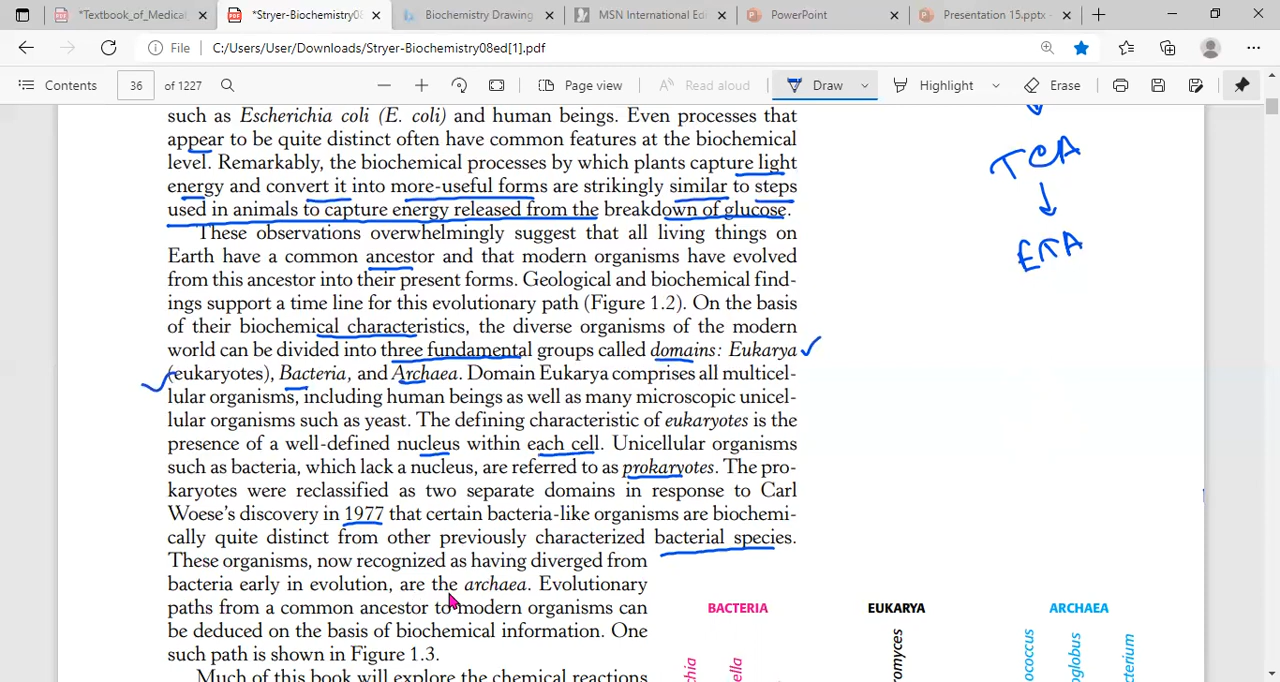 *Textbook_of_Medical_
*Stryer-Biochemistry08
Biochemistry Drawing
MSN International Edi
PowerPoint
Presentation 15.pptx -
File
C:/Users/User/Downloads/Stryer-Biochemistry08ed[1].pdf
Contents
36 of 1227
Page view
Read aloud
Draw
Highlight
Erase
such as Escherichia coli (E. coli) and human beings. Even processes that
appear to be quite distinct often have common features at the biochemical
level. Remarkably, the biochemical processes by which plants capture light
energy and convert it into more-useful forms are strikingly similar to steps
used in animals to capture energy released from the breakdown of glucose.
These observations overwhelmingly suggest that all living things on
Earth have a common ancestor and that modern organisms have evolved
from this ancestor into their present forms. Geological and biochemical find-
ings support a time line for this evolutionary path (Figure 1.2). On the basis
of their biochemical characteristics, the diverse organisms of the modern
world can be divided into three fundamental groups called domains: Eukarya
(eukaryotes), Bacteria, and Archaea. Domain Eukarya comprises all multicel-
lular organisms, including human beings as well as many microscopic unicel-
lular organisms such as yeast. The defining characteristic of eukaryotes is the
presence of a well-defined nucleus within each cell. Unicellular organisms
such as bacteria, which lack a nucleus, are referred to as prokaryotes. The pro-
karyotes were reclassified as two separate domains in response to Carl
Woese's discovery in 1977 that certain bacteria-like organisms are biochemi-
cally quite distinct from other previously characterized bacterial species.
These organisms, now recognized as having diverged from
bacteria early in evolution, are the archaea. Evolutionary
paths from a common ancestor to modern organisms can
be deduced on the basis of biochemical information. One
such path is shown in Figure 1.3.
Much of this book will explore the chemical reactions
TCA
BACTERIA
EUKARYA
ARCHAEA